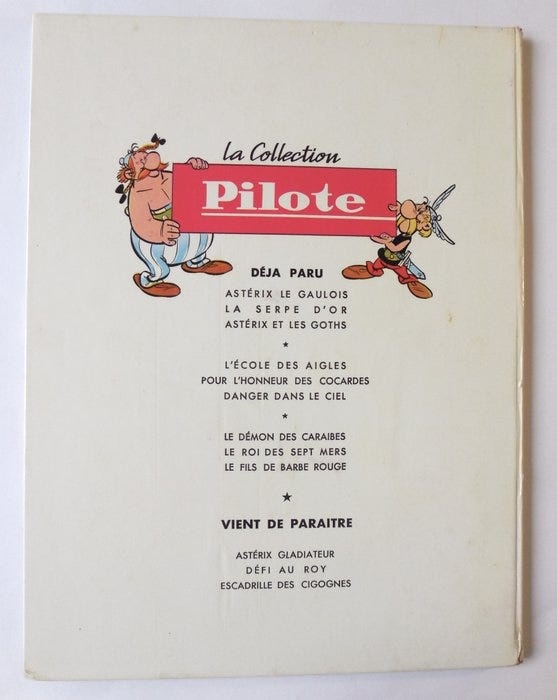 la Collection
Pilote
DÉJA PARU
ASTÉRIX LE GAULOIS
LA SERPE D'OR
ASTÉRIX ET LES GOTHS
★
L'ÉCOLE DES AIGLES
POUR L'HONNEUR DES COCARDES
DANGER DANS LE CIEL
★
LE DÉMON DES CARAIBES
LE ROI DES SEPT MERS
LE FILS DE BARBE ROUGE
★
VIENT DE PARAITRE
ASTÉRIX GLADIATEUR
DÉFI AU ROY
ESCADRILLE DES CIGOGNES